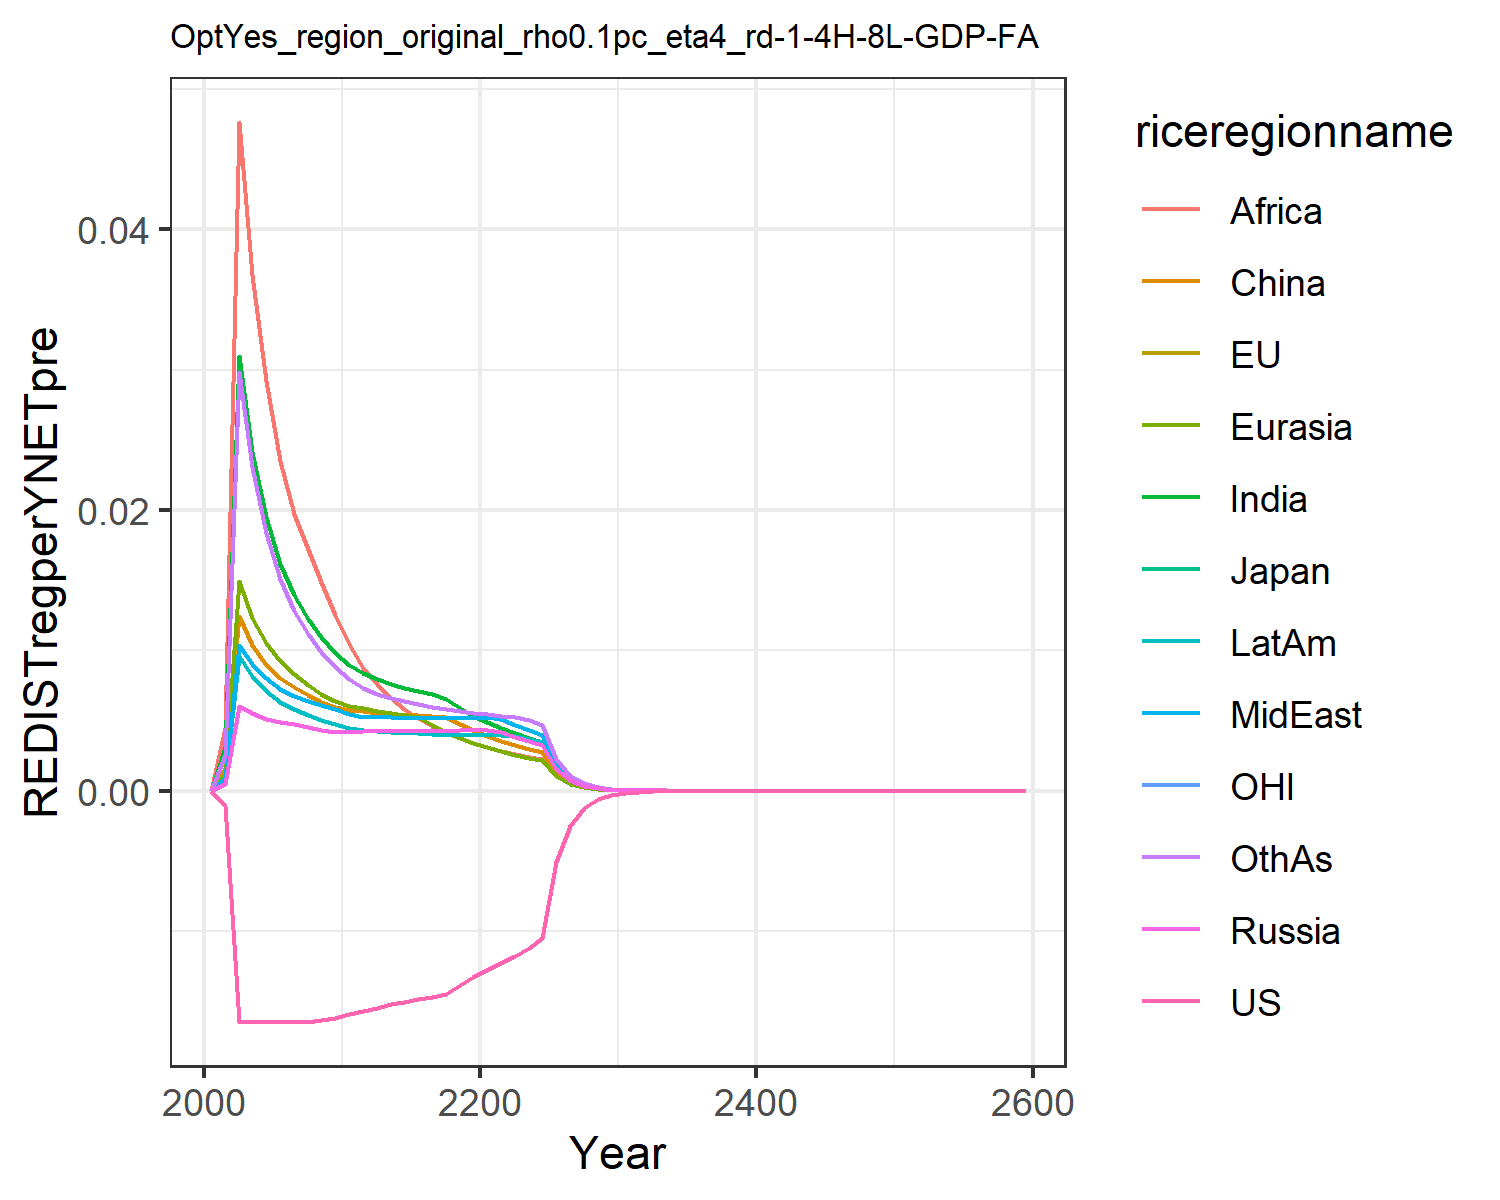 OptYes_region_original_rho0.1pc_eta4_rd-1-4H-8L-GDP-FA
riceregionname
Africa
China
EU
Eurasia
India
Japan
LatAm
MidEast
OHI
OthAs
Russia
US
REDISTregperYNETpre
0.04
0.02
0.00
2000
2200
2400
2600
Year